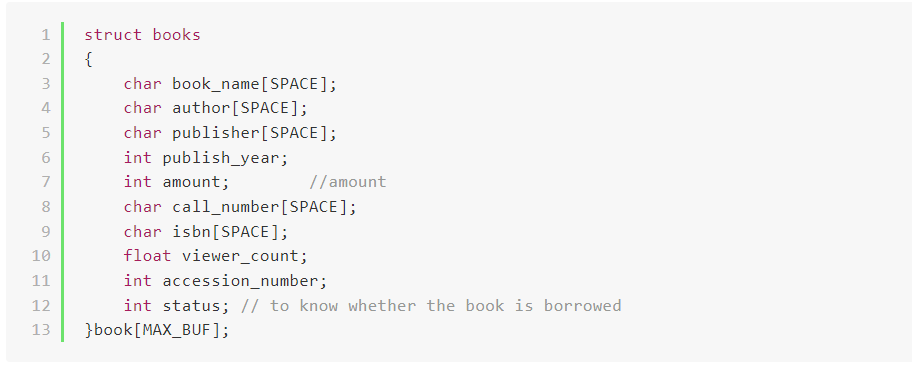 1 struct books
2 {
3 char book_name[SPACE];
4 char author[SPACE];
5 char publisher[SPACE];
6 int publish_year;
7 int amount; //amount
8 char call_number[SPACE];
9 char isbn[SPACE];
10 float viewer_count;
11 int accession_number;
12 int status; // to know whether the book is borrowed
13 }book[MAX_BUF];